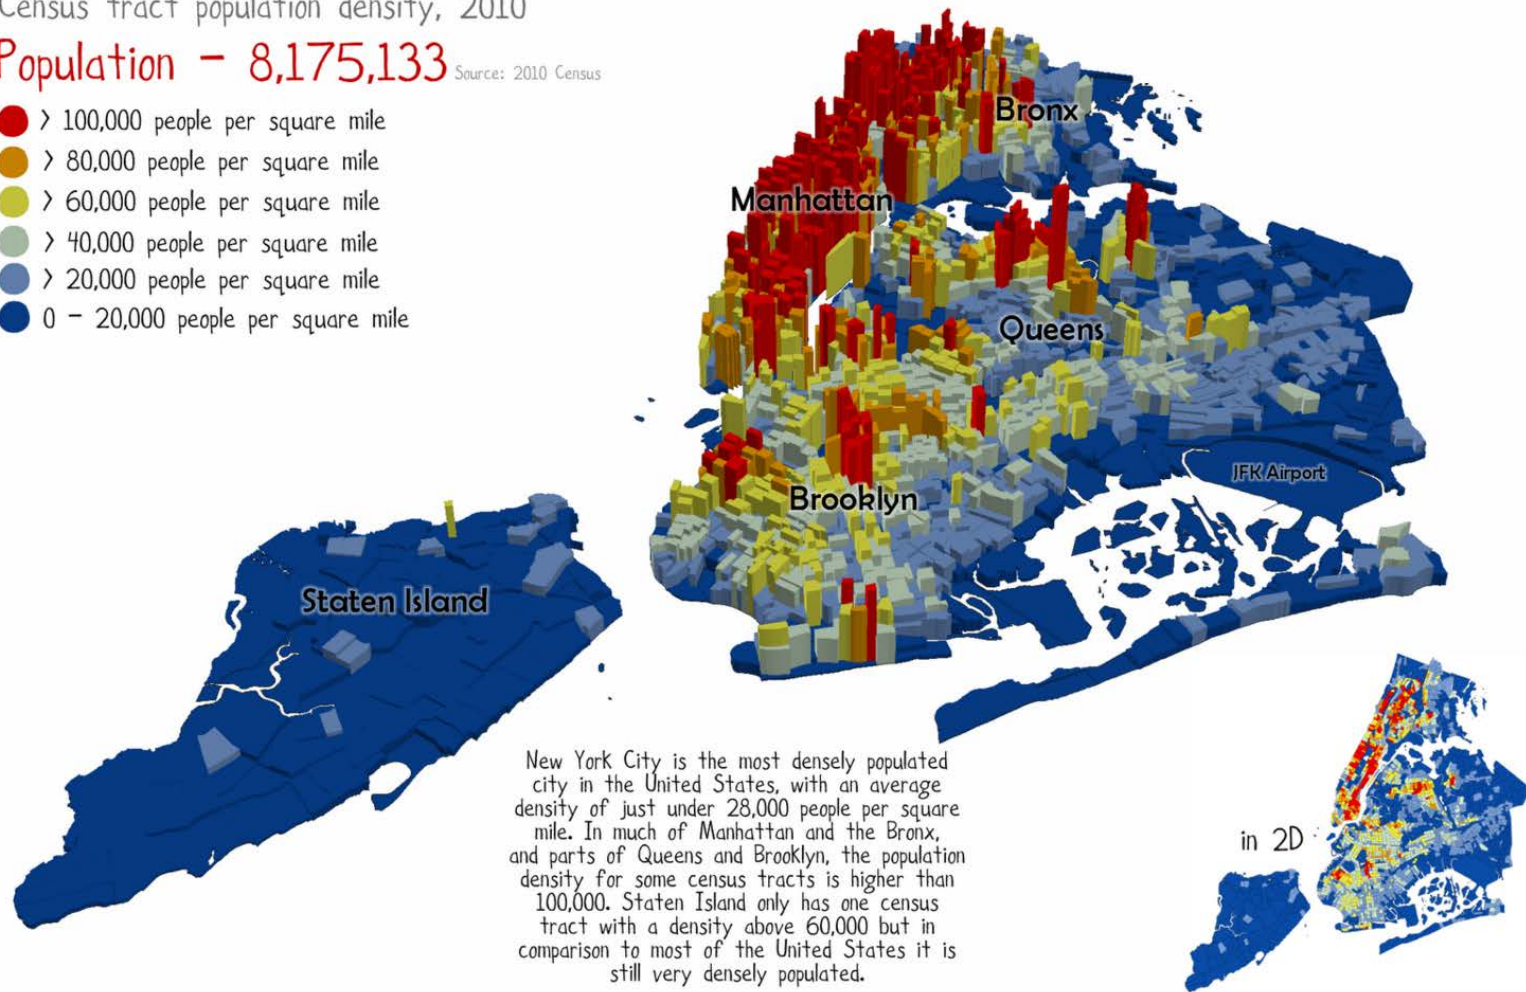 Census tract population density, 2010
Population - 8,175,133 Source: 2010 Census
> 100,000 people per square mile
> 80,000 people per square mile
> 60,000 people per square mile
> 40,000 people per square mile
> 20,000 people per square mile
0 - 20,000 people per square mile
Bronx
Manhattan
Queens
JFK Airport
Brooklyn
Staten Island
New York City is the most densely populated
city in the United States, with an average
density of just under 28,000 people per square
mile. In much of Manhattan and the Bronx,
and parts of Queens and Brooklyn, the population
density for some census tracts is higher than
100,000. Staten Island only has one census
tract with a density above 60,000 but in
comparison to most of the United States it is
still very densely populated.
in 2D